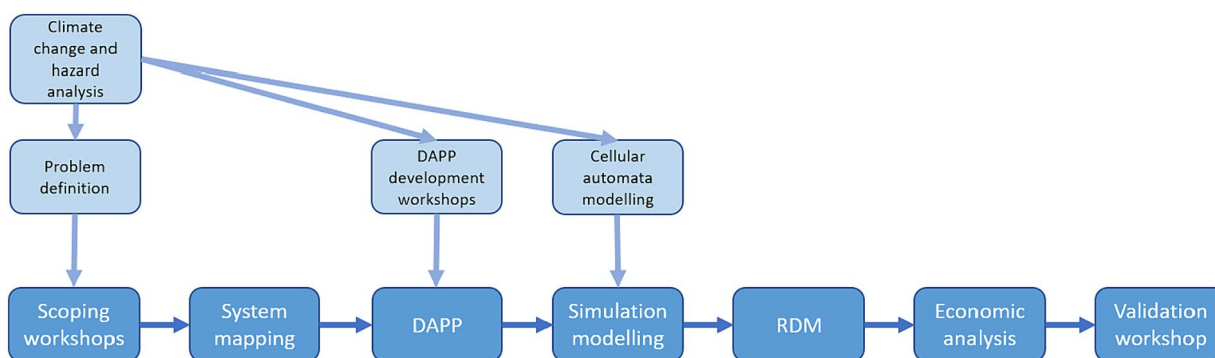 Climate
change and
hazard
analysis
Problem
definition
DAPP
development
workshops
Cellular
automata
modelling
Scoping
workshops
System
mapping
DAPP
Simulation
modelling
RDM
Economic
analysis
Validation
workshop